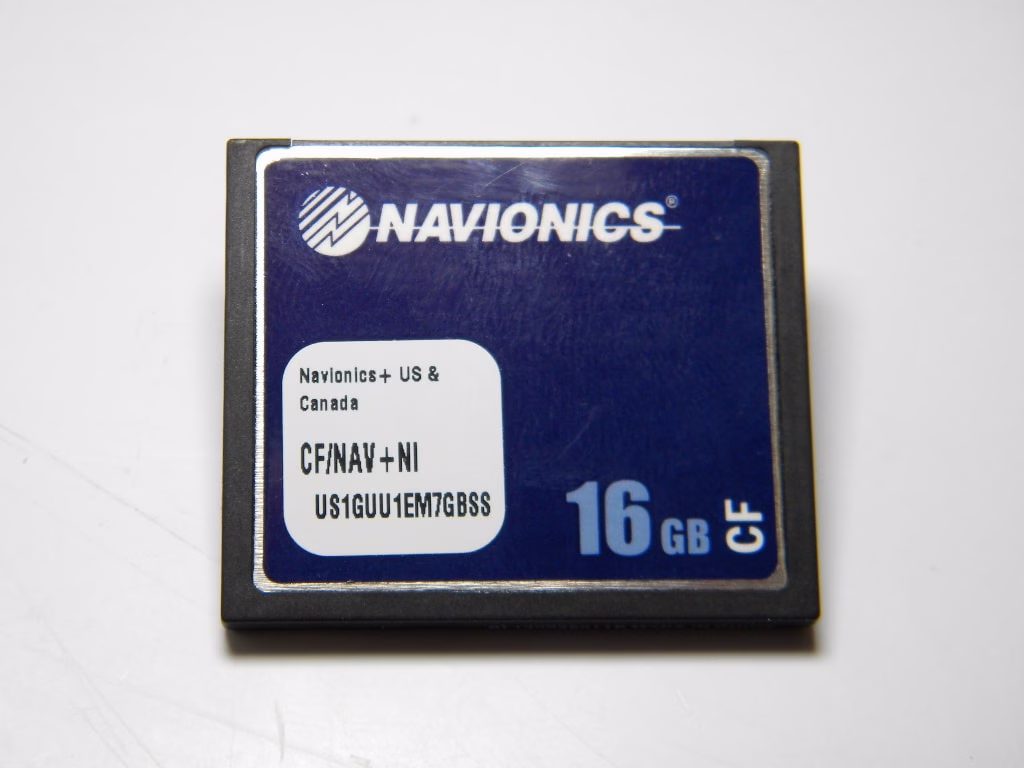 NAVIONICS®
Navionics+ US &
Canada
CF/NAV+NI
US1GUU1EM7GBSS
16 GB
CF